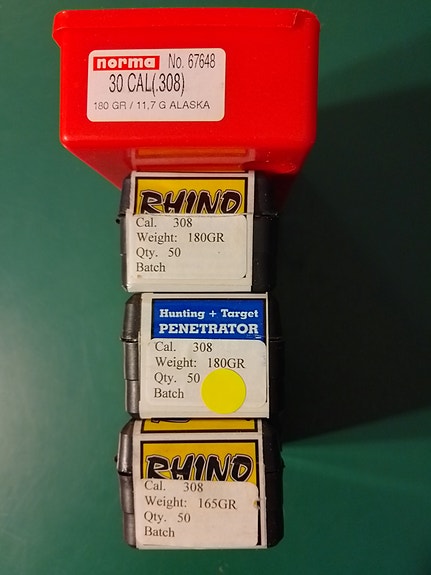 norma No. 67648
30 CAL(.308)
180 GR / 11,7 G ALASKA
RHINO
Cal. 308
Weight: 180GR
Qty. 50
Batch
Hunting + Target
PENETRATOR
Cal. 308
Weight: 180GR
Qty. 50
Batch
RHINO
Cal. 308
Weight: 165GR
Qty. 50
Batch